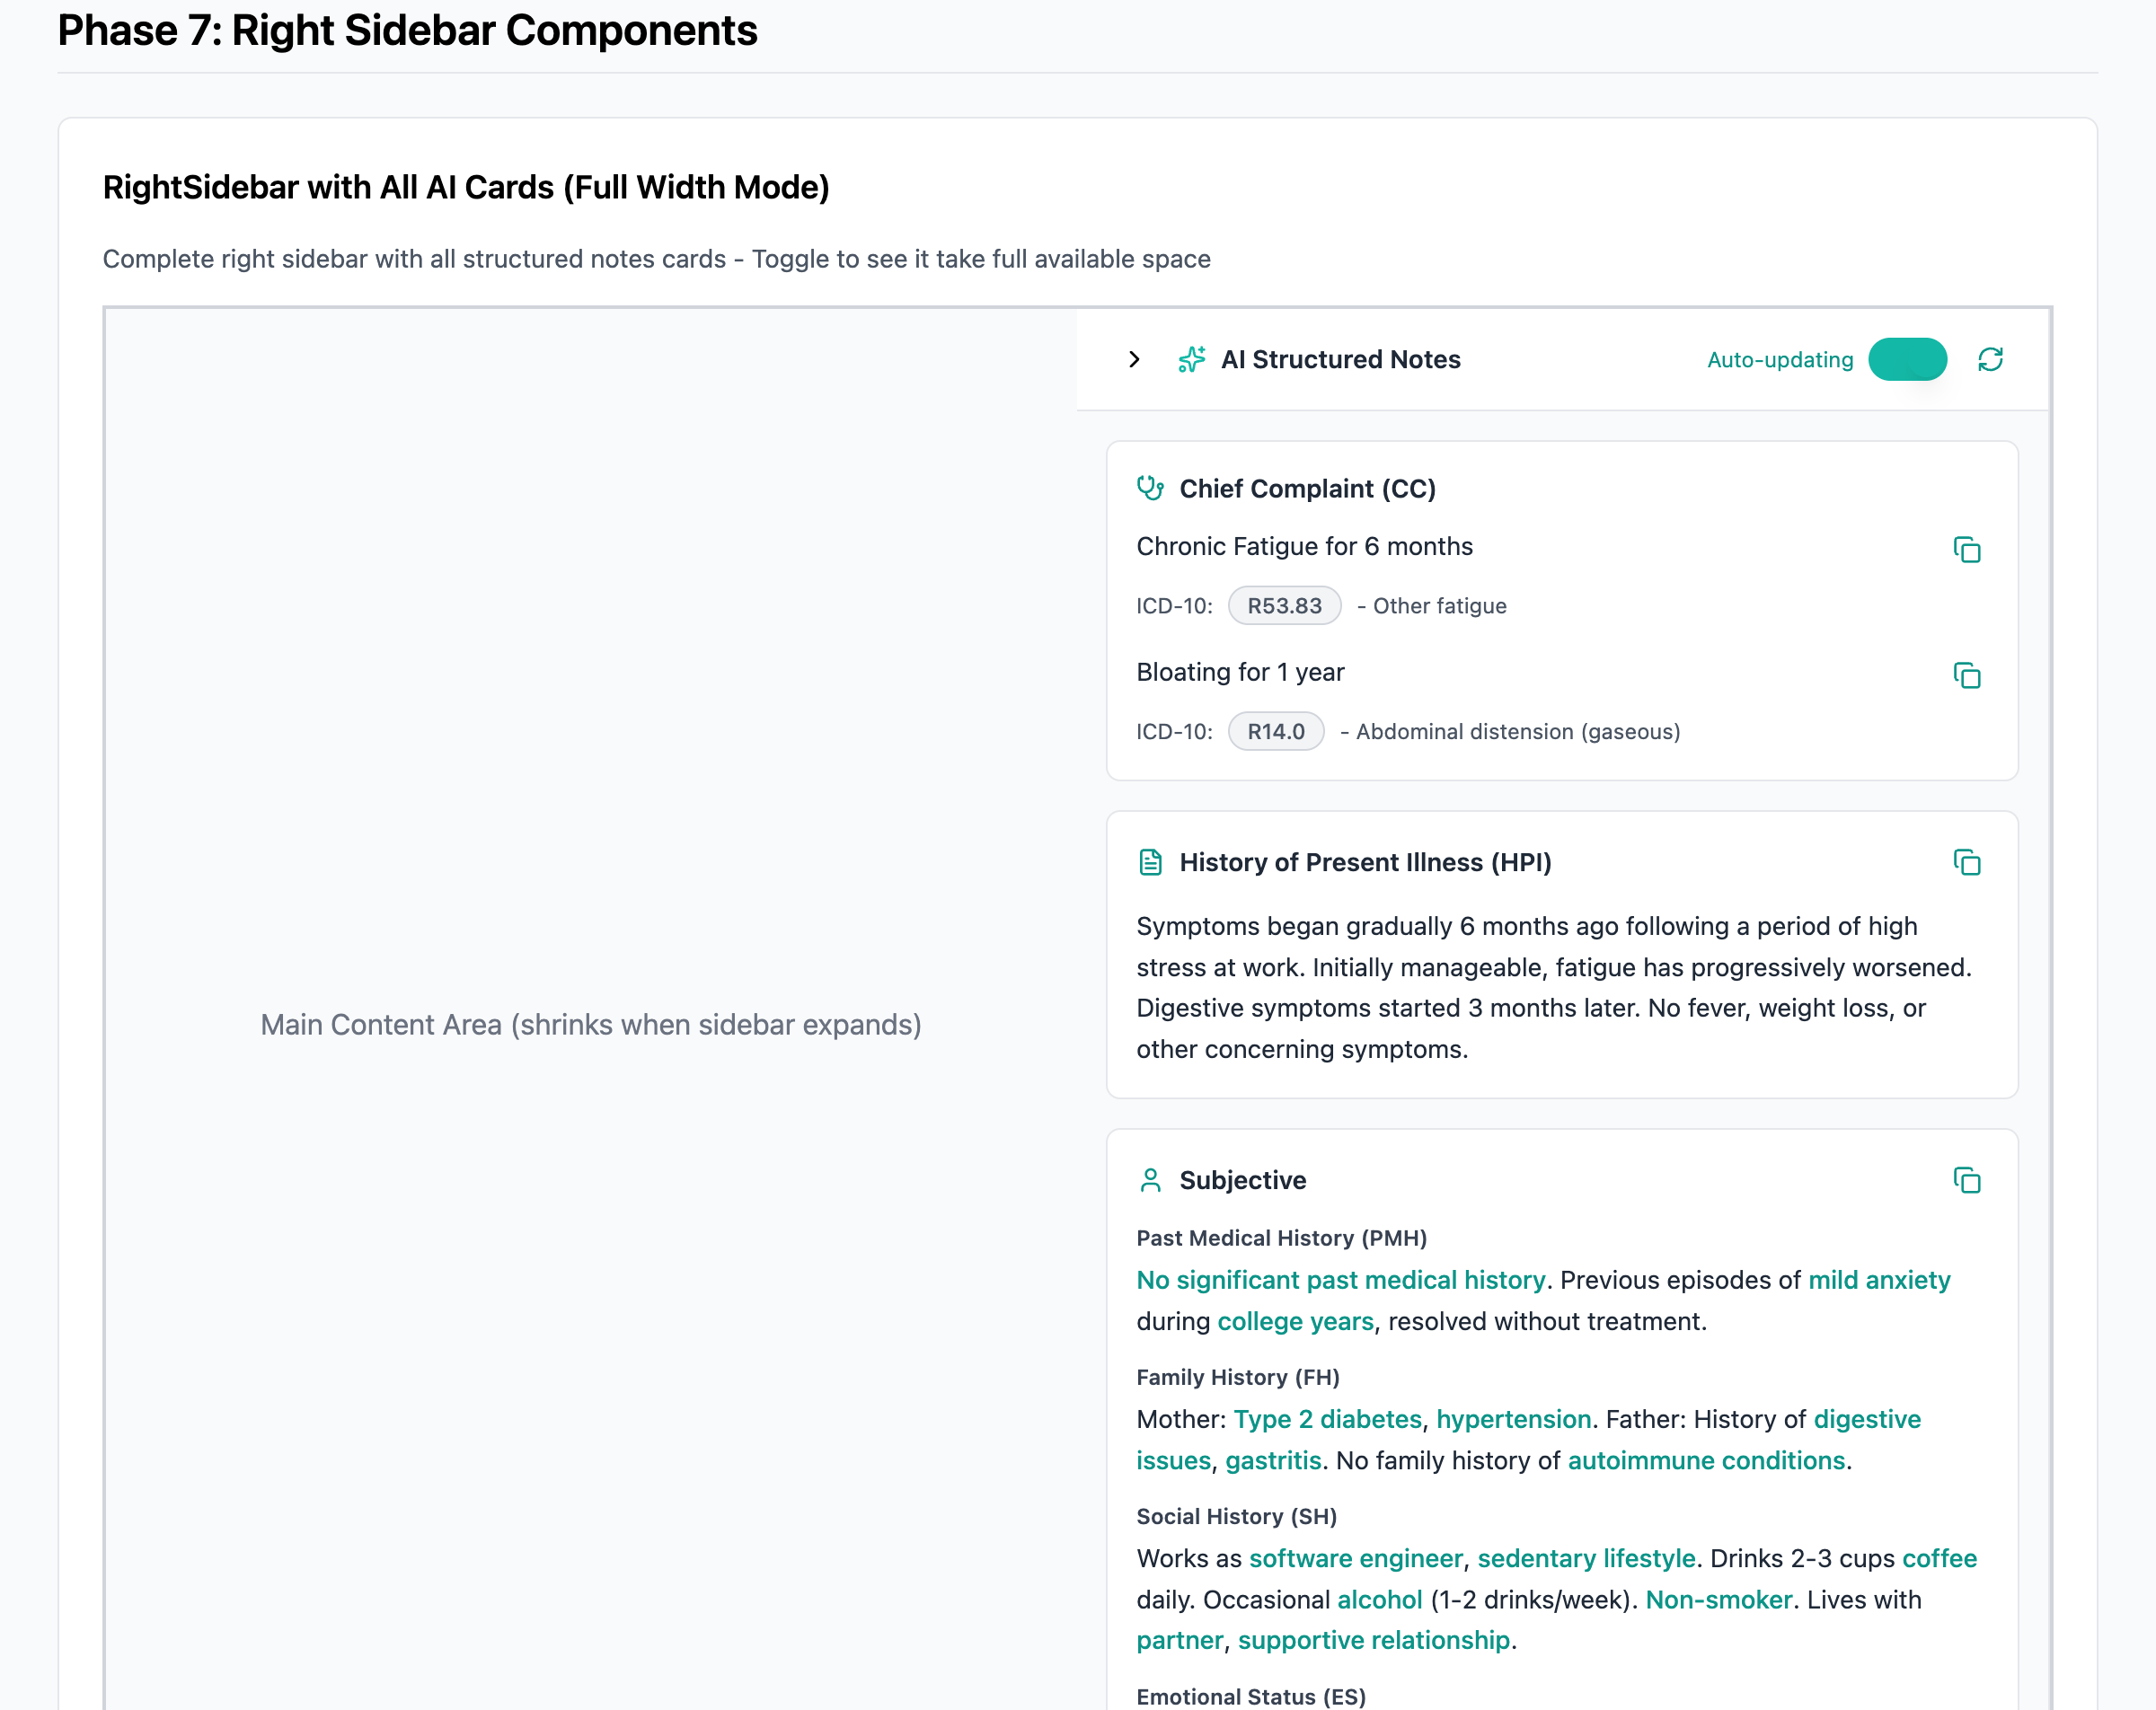 Phase 7: Right Sidebar Components
RightSidebar with All AI Cards (Full Width Mode)
Complete right sidebar with all structured notes cards - Toggle to see it take full available space
Main Content Area (shrinks when sidebar expands)
AI Structured Notes
Auto-updating
Chief Complaint (CC)
Chronic Fatigue for 6 months
ICD-10: R53.83 - Other fatigue
Bloating for 1 year
ICD-10: R14.0 - Abdominal distension (gaseous)
History of Present Illness (HPI)
Symptoms began gradually 6 months ago following a period of high
stress at work. Initially manageable, fatigue has progressively worsened.
Digestive symptoms started 3 months later. No fever, weight loss, or
other concerning symptoms.
Subjective
Past Medical History (PMH)
No significant past medical history. Previous episodes of mild anxiety
during college years, resolved without treatment.
Family History (FH)
Mother: Type 2 diabetes, hypertension. Father: History of digestive
issues, gastritis. No family history of autoimmune conditions.
Social History (SH)
Works as software engineer, sedentary lifestyle. Drinks 2-3 cups coffee
daily. Occasional alcohol (1-2 drinks/week). Non-smoker. Lives with
partner, supportive relationship.
Emotional Status (ES)